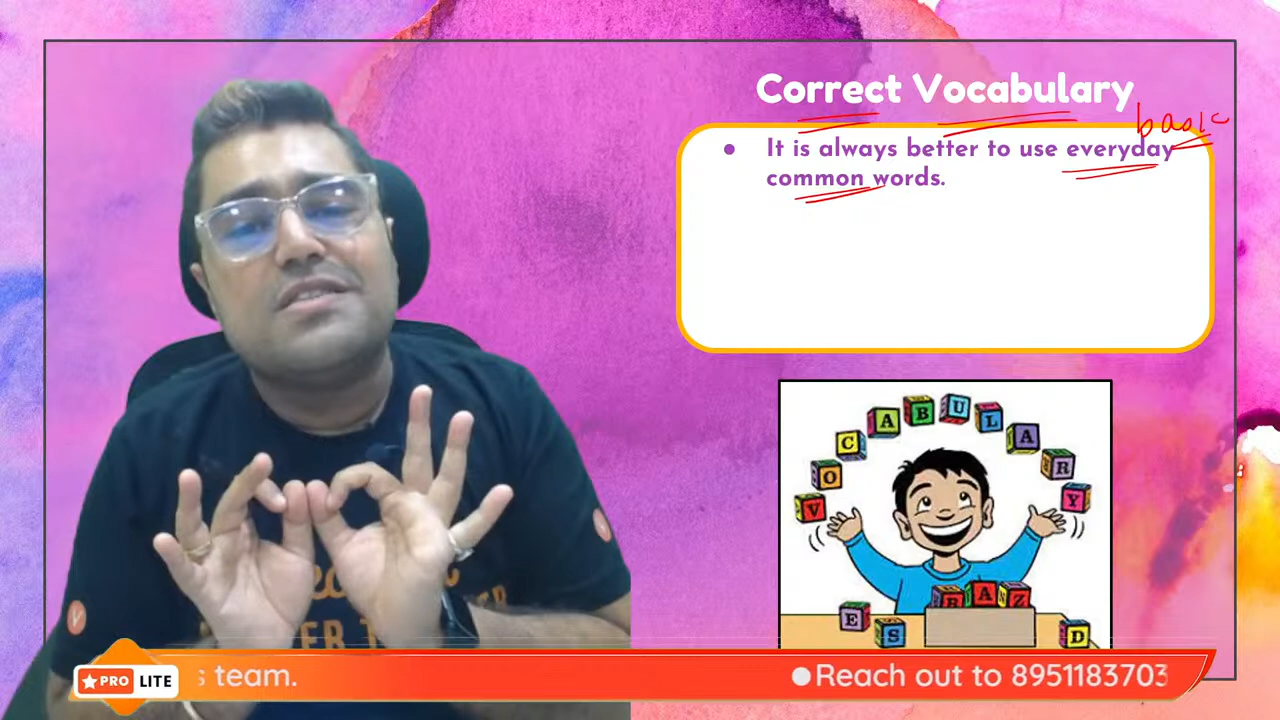 Correct Vocabulary
basic
● It is always better to use everyday
common words.
V O C A B U L A R Y
E S D
PRO LITE
s team.
●Reach out to 8951183703